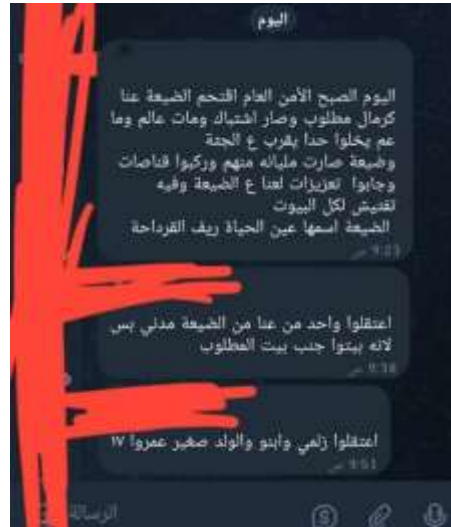 اليوم
اليوم الصبح الأمن العام اقتحم الضيعة عنا
كرمال مطلوب وصار اشتباك ومات عالم وما
عم يخلوا حدا يقرب ع الجتة
وضيعة صارت مليانه منهم وركبوا قناصات
وجابوا تعزيزات لعنا ع الضيعة وفيه
تفتيش لكل البيوت
الضيعة اسمها عين الحياة ريف القرداحة
9:23 ص
اعتقلوا واحد من عنا من الضيعة مدني بس
لانه بيتوا جنب بيت المطلوب
9:38 ص
اعتقلوا زلمي وابنو والولد صغير عمروا ١٧
9:51 ص
الرسالة